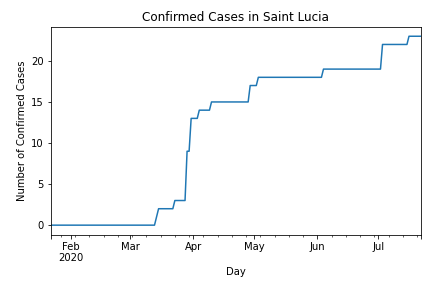 Confirmed Cases in Saint Lucia
Number of Confirmed Cases
20
15
10
5
0
Feb Mar Apr May Jun Jul
2020
Day